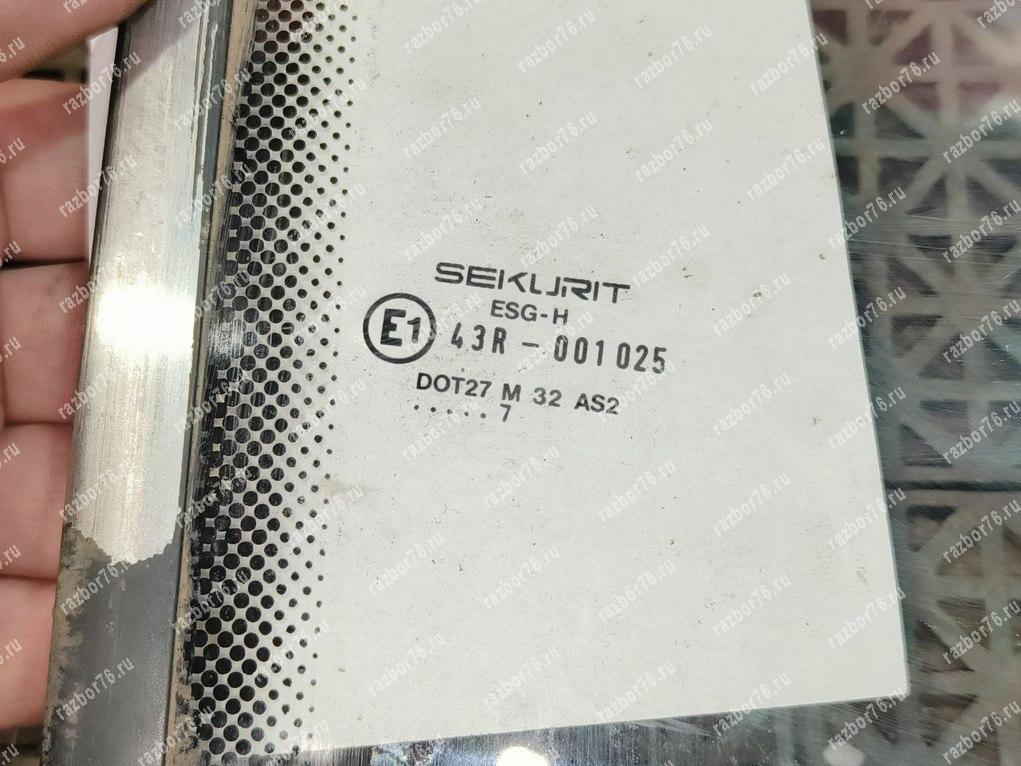 SEKURIT
ESG-H
E1 43R - 001025
DOT27 M 32 AS2
.....7
razbor76.ru